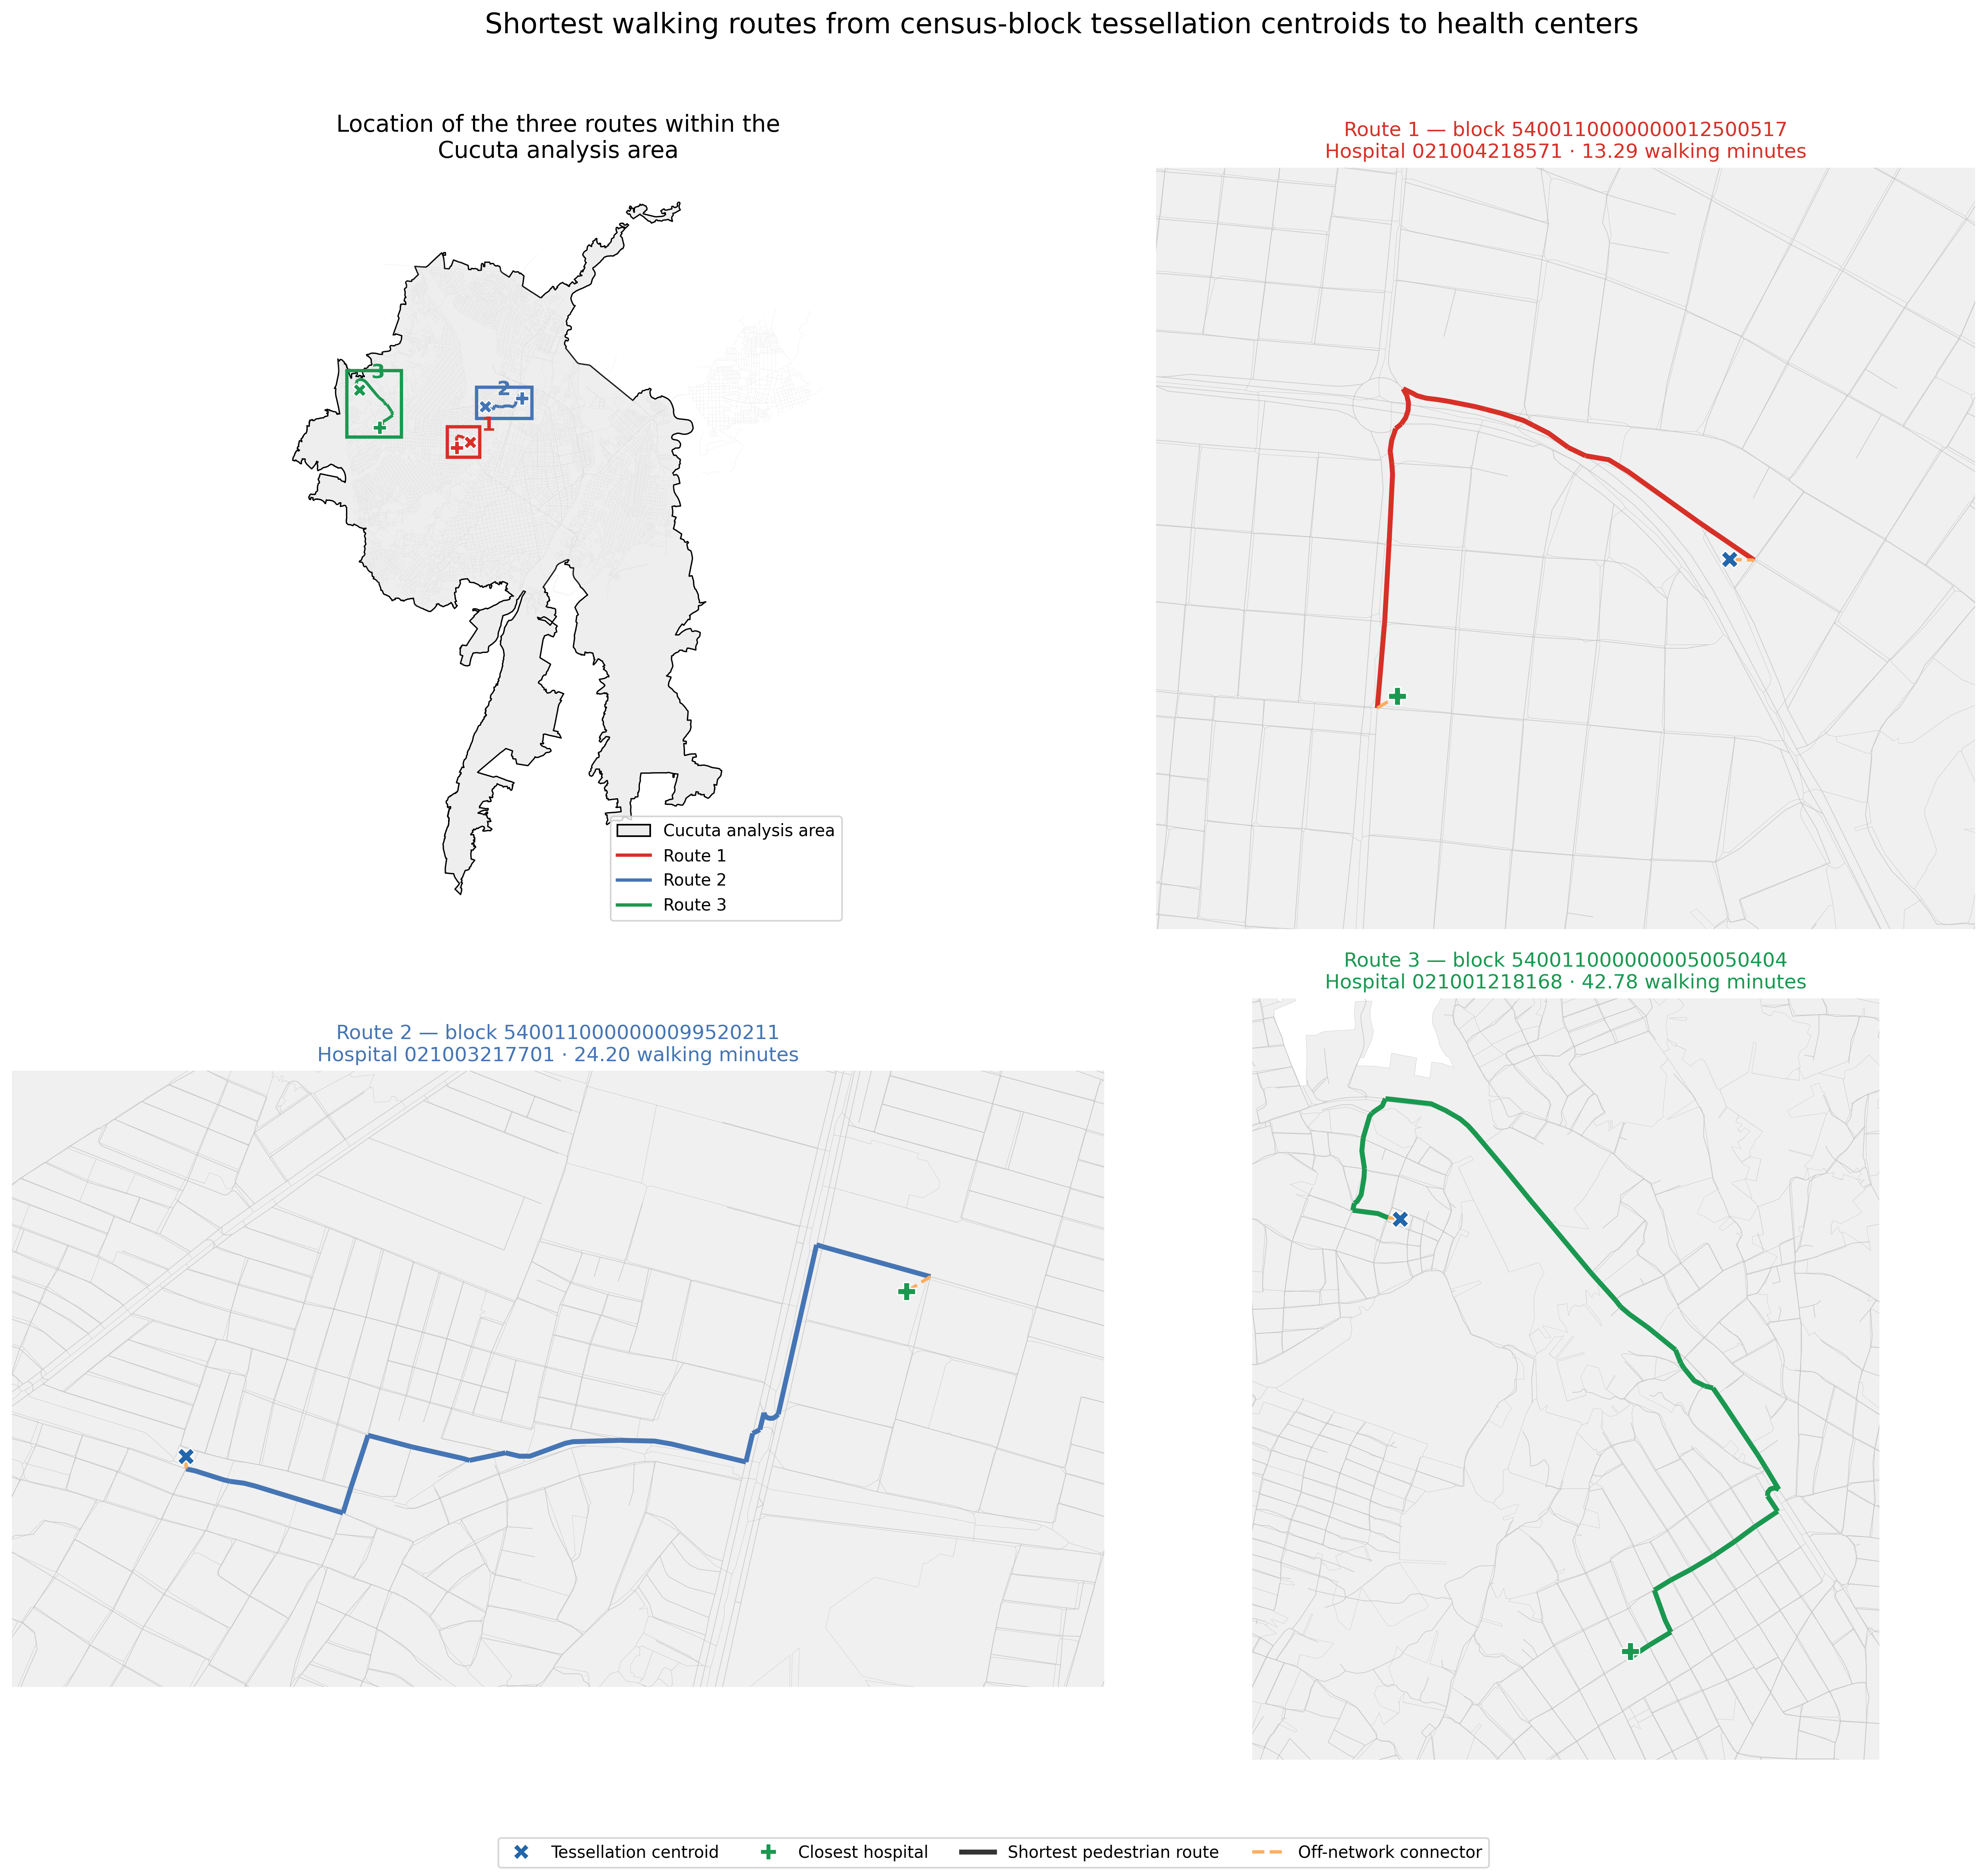 Shortest walking routes from census-block tessellation centroids to health centers
Location of the three routes within the
Cucuta analysis area
3
2
1
Cucuta analysis area
Route 1
Route 2
Route 3
Route 1 — block 5400110000000012500517
Hospital 021004218571 · 13.29 walking minutes
Route 2 — block 5400110000000099520211
Hospital 021003217701 · 24.20 walking minutes
Route 3 — block 5400110000000050050404
Hospital 021001218168 · 42.78 walking minutes
Tessellation centroid
Closest hospital
Shortest pedestrian route
Off-network connector